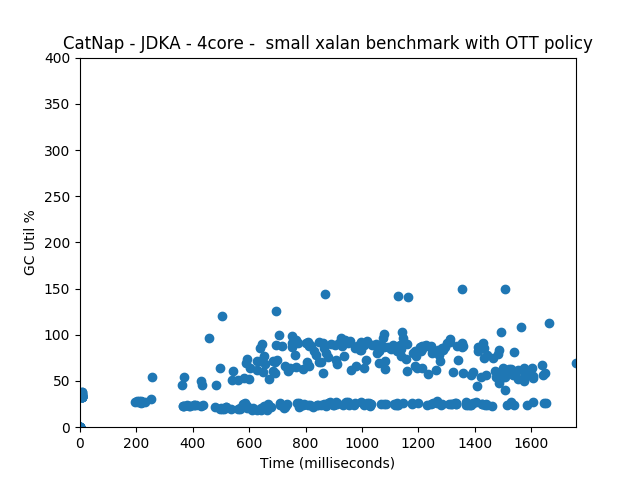 CatNap - JDKA - 4core -  small xalan benchmark with OTT policy
400
350
300
250
200
150
100
50
0
GC Util %
0 200 400 600 800 1000 1200 1400 1600
Time (milliseconds)